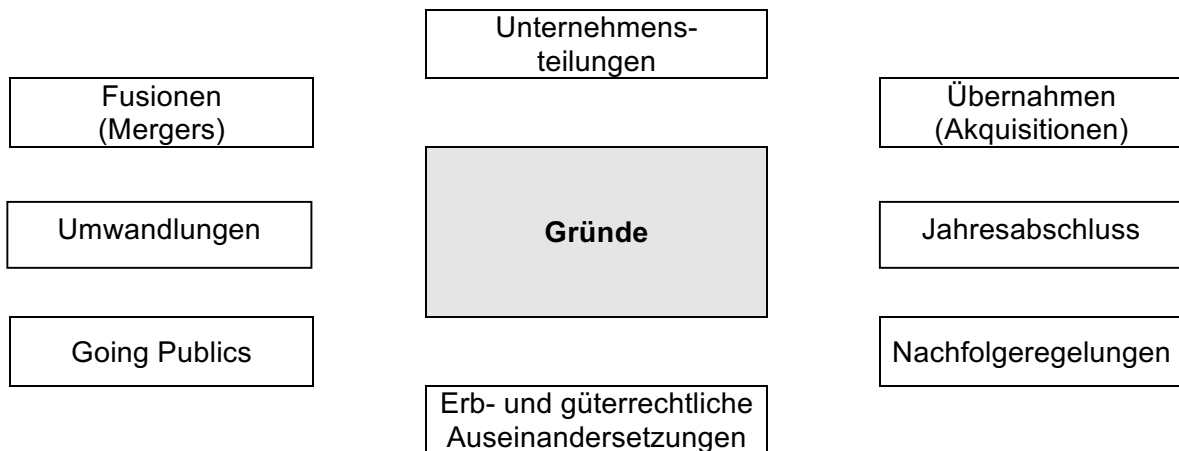 Unternehmens-
teilungen
Fusionen
(Mergers)
Übernahmen
(Akquisitionen)
Umwandlungen
Gründe
Jahresabschluss
Going Publics
Nachfolgeregelungen
Erb- und güterrechtliche
Auseinandersetzungen